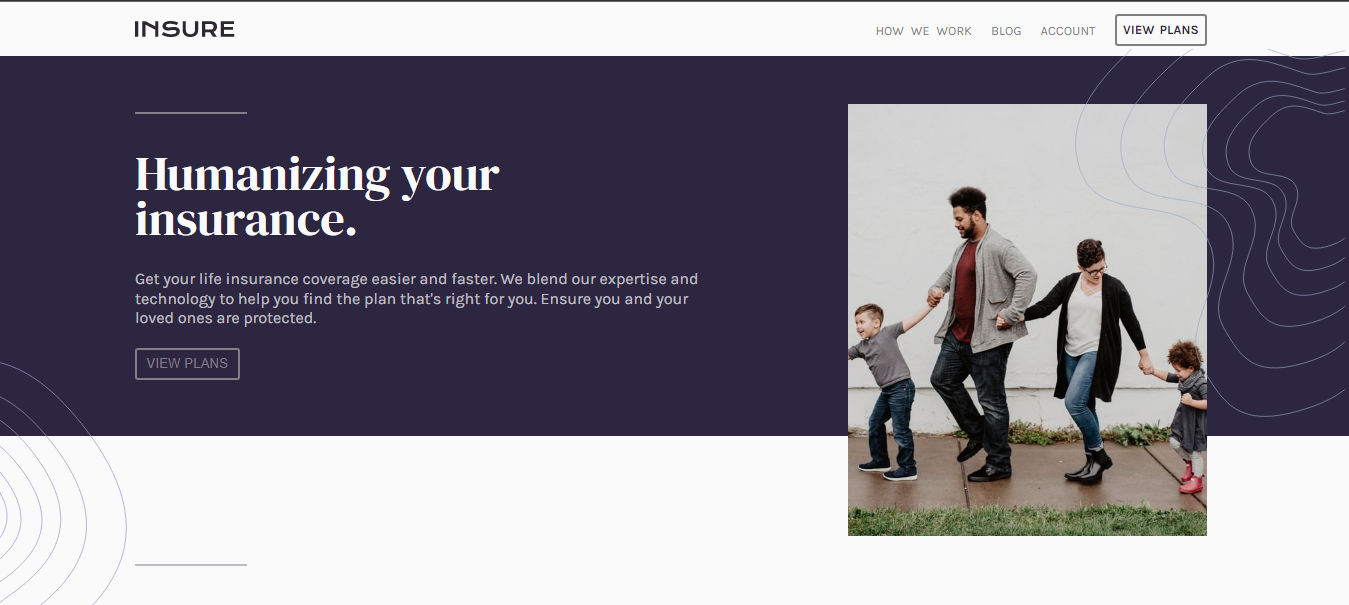 INSURE
HOW WE WORK BLOG ACCOUNT VIEW PLANS
Humanizing your
insurance.
Get your life insurance coverage easier and faster. We blend our expertise and
technology to help you find the plan that's right for you. Ensure you and your
loved ones are protected.
VIEW PLANS